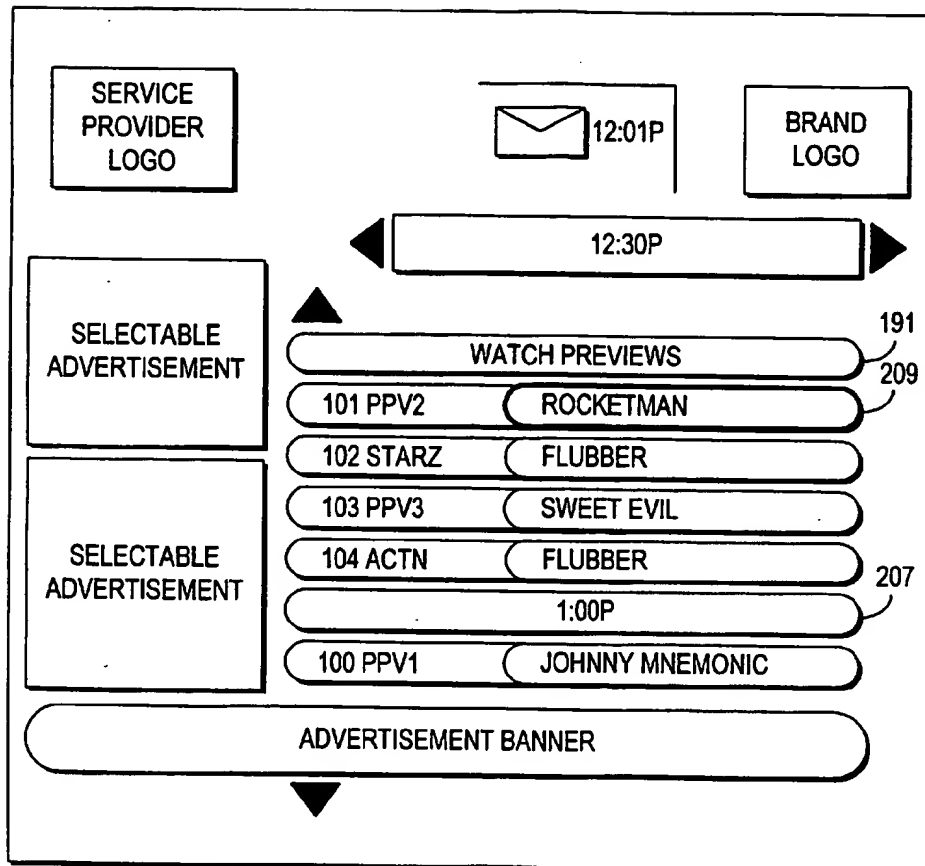 SERVICE
PROVIDER
LOGO
12:01P
BRAND
LOGO
12:30P
SELECTABLE
ADVERTISEMENT
WATCH PREVIEWS
191
101 PPV2 ROCKETMAN
209
102 STARZ FLUBBER
103 PPV3 SWEET EVIL
SELECTABLE
ADVERTISEMENT
104 ACTN FLUBBER
1:00P
207
100 PPV1 JOHNNY MNEMONIC
ADVERTISEMENT BANNER